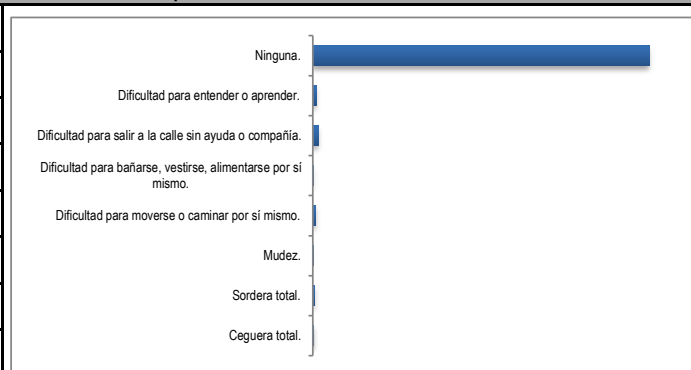 Ninguna.
Dificultad para entender o aprender.
Dificultad para salir a la calle sin ayuda o compañía.
Dificultad para bañarse, vestirse, alimentarse por sí
mismo.
Dificultad para moverse o caminar por sí mismo.
Mudez.
Sordera total.
Ceguera total.